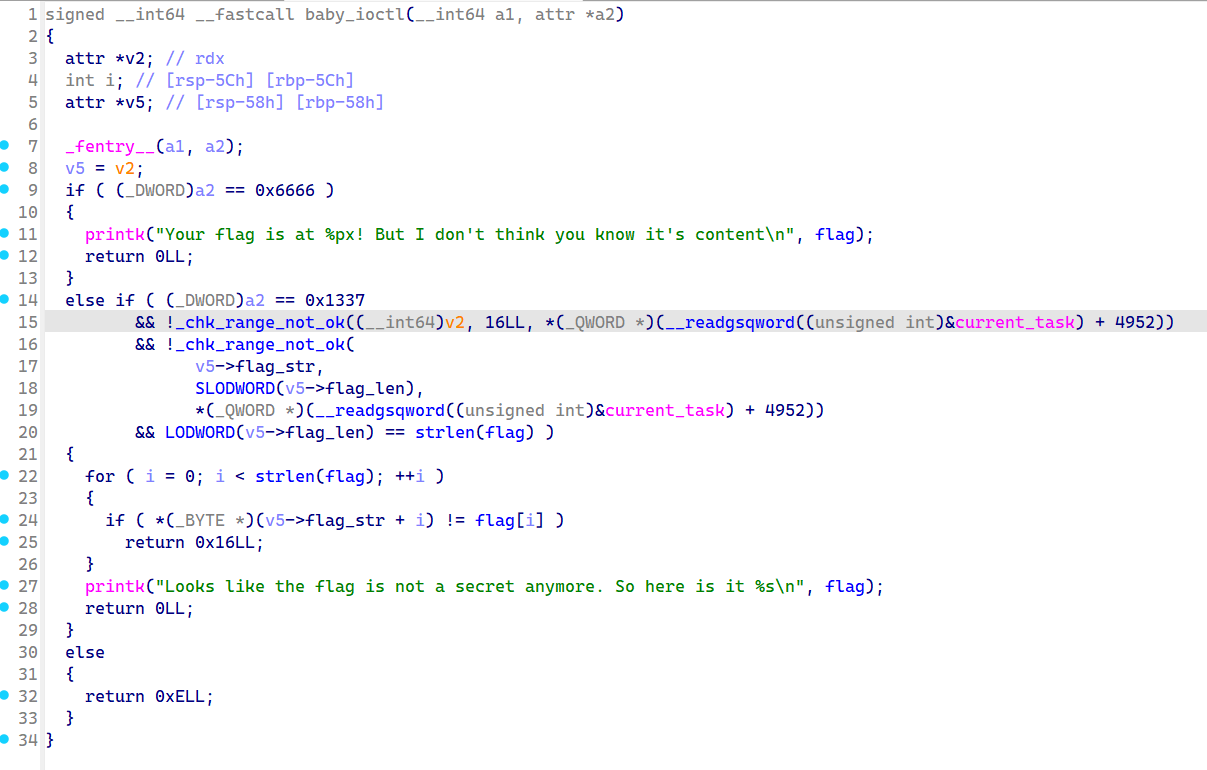 1 signed __int64 __fastcall baby_ioctl(__int64 a1, attr *a2)
2 {
3   attr *v2; // rdx
4   int i; // [rsp-5Ch] [rbp-5Ch]
5   attr *v5; // [rsp-58h] [rbp-58h]
6
7   _fentry__(a1, a2);
8   v5 = v2;
9   if ( (_DWORD)a2 == 0x6666 )
10   {
11     printk("Your flag is at %px! But I don't think you know it's content\n", flag);
12     return 0LL;
13   }
14   else if ( (_DWORD)a2 == 0x1337
15          && !_chk_range_not_ok((__int64)v2, 16LL, *(_QWORD *)(__readgsqword((unsigned int)&current_task) + 4952))
16          && !_chk_range_not_ok(
17                v5->flag_str,
18                SLODWORD(v5->flag_len),
19                *(_QWORD *)(__readgsqword((unsigned int)&current_task) + 4952))
20          && LODWORD(v5->flag_len) == strlen(flag) )
21   {
22     for ( i = 0; i < strlen(flag); ++i )
23     {
24       if ( *(_BYTE *)(v5->flag_str + i) != flag[i] )
25         return 0x16LL;
26     }
27     printk("Looks like the flag is not a secret anymore. So here is it %s\n", flag);
28     return 0LL;
29   }
30   else
31   {
32     return 0xELL;
33   }
34 }